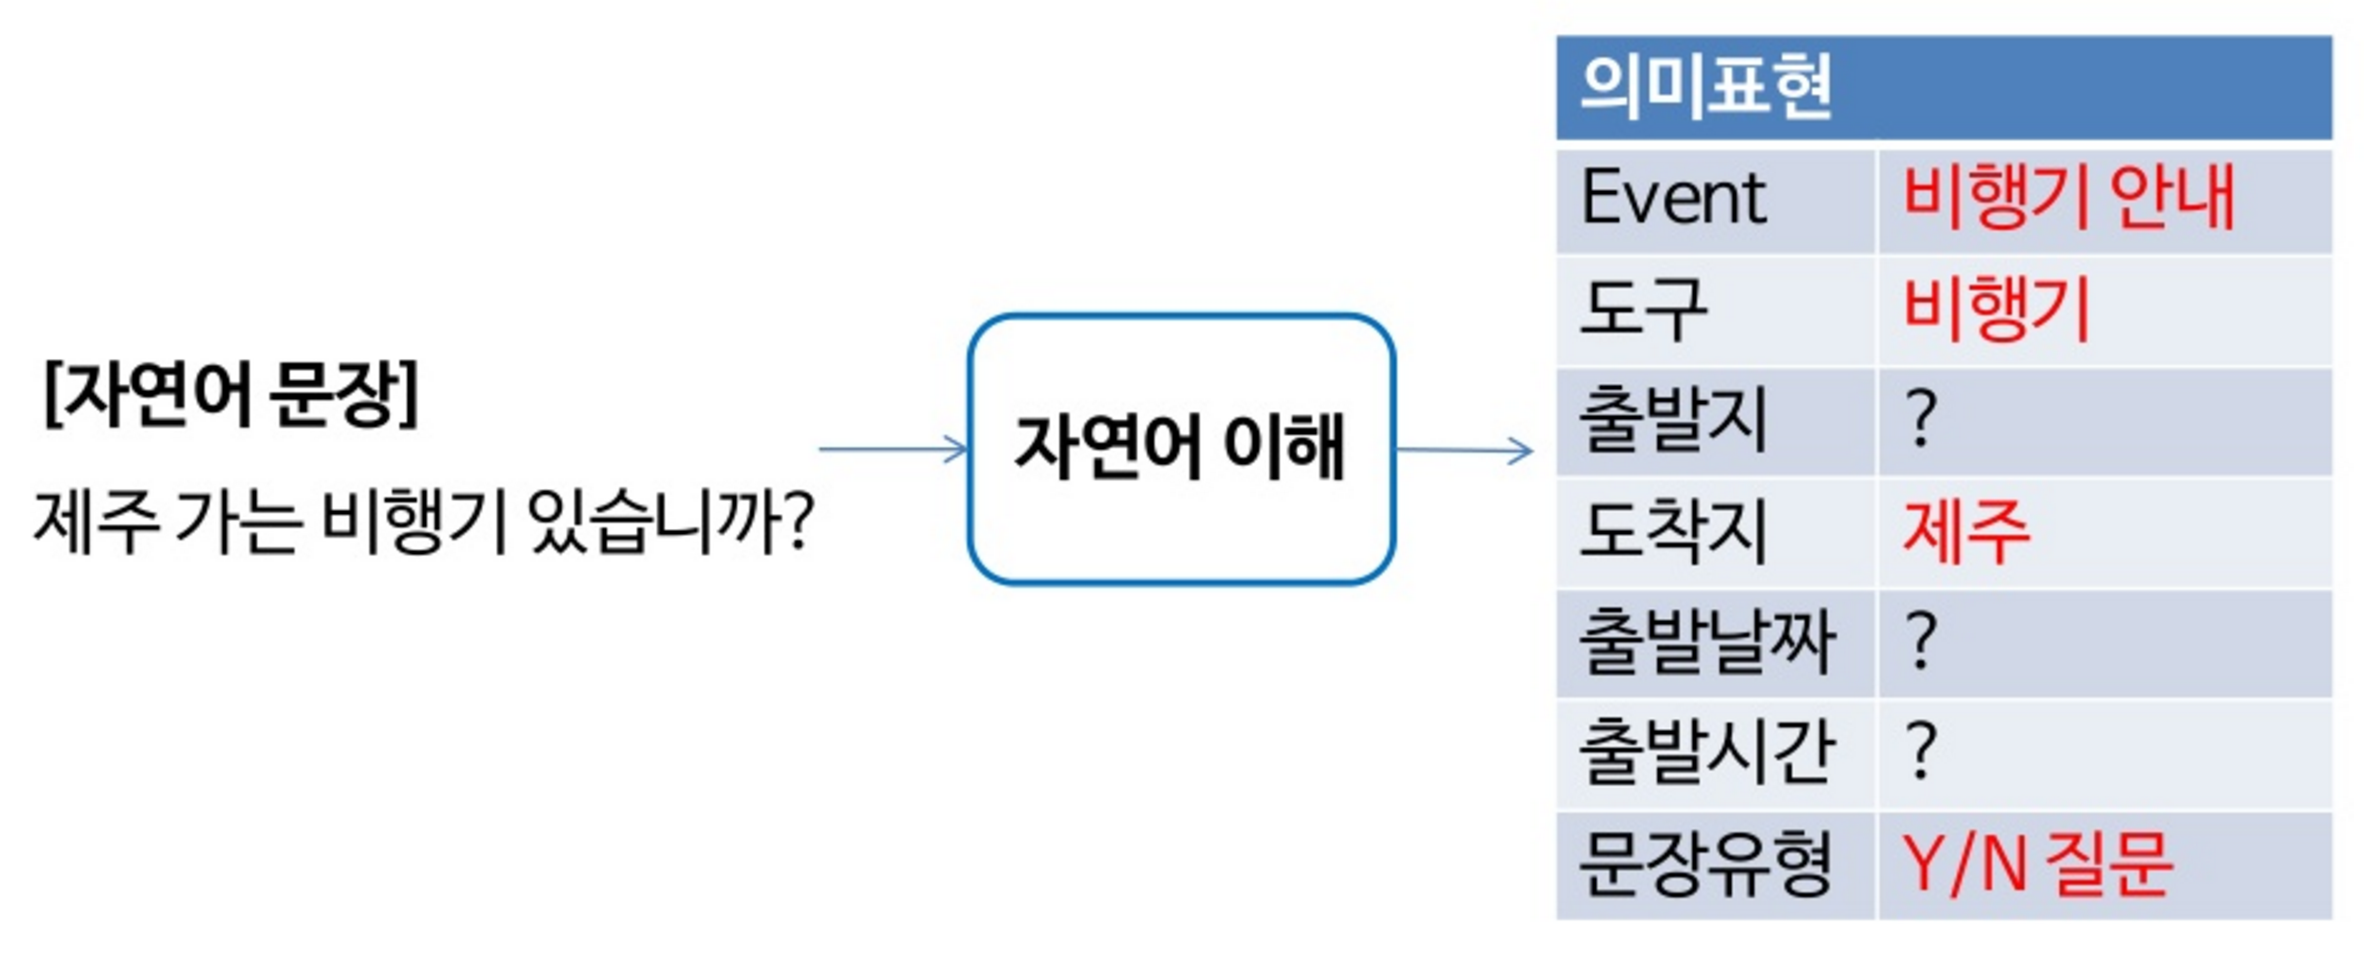 [자연어 문장]
제주 가는 비행기 있습니까?
자연어 이해
의미표현
Event 비행기 안내
도구 비행기
출발지 ?
도착지 제주
출발날짜 ?
출발시간 ?
문장유형 Y/N 질문